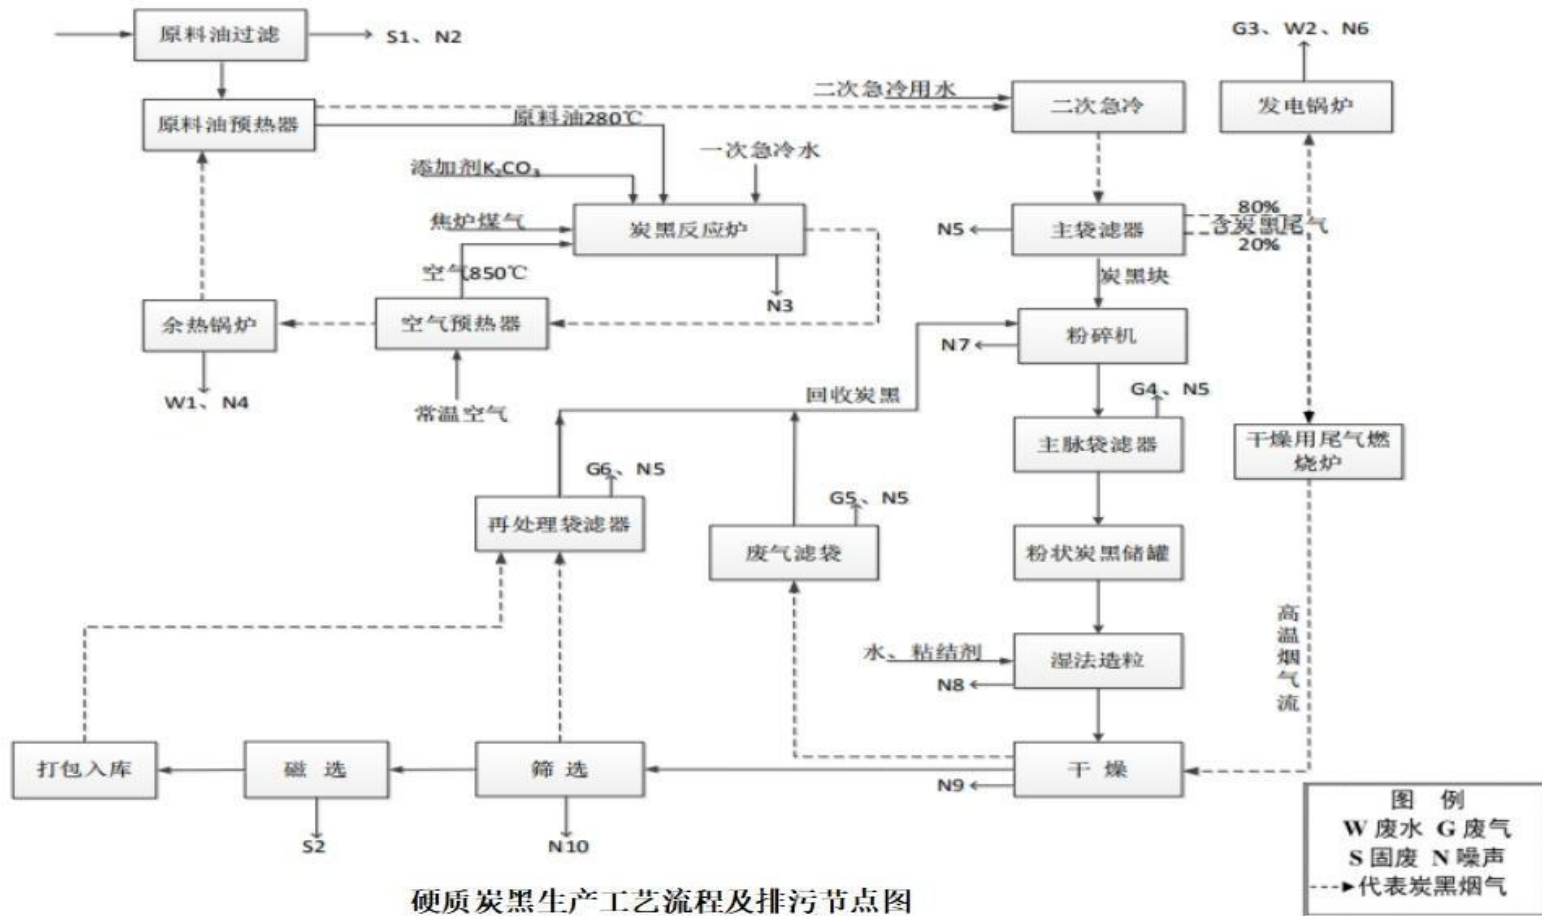 原料油过滤
S1、N2
G3、W2、N6
二次急冷用水
原料油预热器
原料油280℃
二次急冷
发电锅炉
一次急冷水
添加剂K₂CO₃
焦炉煤气
炭黑反应炉
N5
主袋滤器
80%
含炭黑尾气
20%
空气850℃
炭黑块
N3
余热锅炉
空气预热器
N7
粉碎机
W1、N4
常温空气
回收炭黑
G4、N5
主脉袋滤器
干燥用尾气燃
烧炉
G6、N5
G5、N5
再处理袋滤器
废气滤袋
粉状炭黑储罐
高温烟气流
水、粘结剂
湿法造粒
N8
打包入库
磁 选
筛 选
干 燥
N9
S2
N10
图 例
W 废水 G 废气
S 固废 N 噪声
代表炭黑烟气
硬质炭黑生产工艺流程及排污节点图